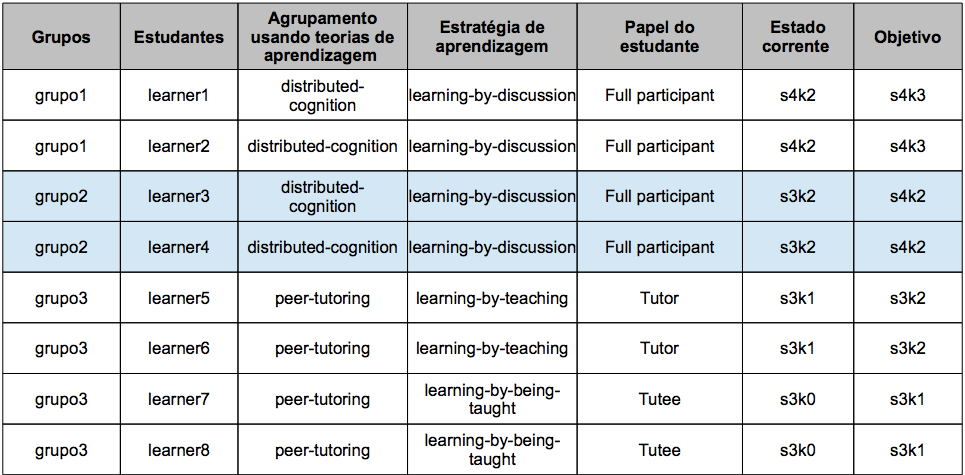 Grupos Estudantes Agrupamento usando teorias de aprendizagem Estratégia de aprendizagem Papel do estudante Estado corrente Objetivo
grupo1 learner1 distributed-cognition learning-by-discussion Full participant s4k2 s4k3
grupo1 learner2 distributed-cognition learning-by-discussion Full participant s4k2 s4k3
grupo2 learner3 distributed-cognition learning-by-discussion Full participant s3k2 s4k2
grupo2 learner4 distributed-cognition learning-by-discussion Full participant s3k2 s4k2
grupo3 learner5 peer-tutoring learning-by-teaching Tutor s3k1 s3k2
grupo3 learner6 peer-tutoring learning-by-teaching Tutor s3k1 s3k2
grupo3 learner7 peer-tutoring learning-by-being-taught Tutee s3k0 s3k1
grupo3 learner8 peer-tutoring learning-by-being-taught Tutee s3k0 s3k1